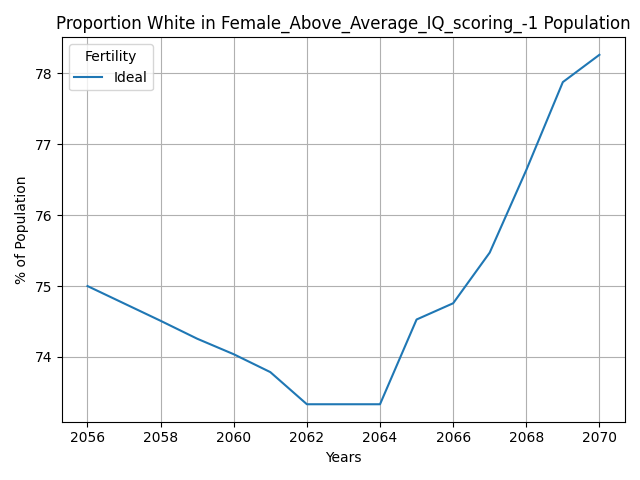 Proportion White in Female_Above_Average_IQ_scoring_-1 Population
Fertility
Ideal
78
77
76
75
74
% of Population
2056 2058 2060 2062 2064 2066 2068 2070
Years